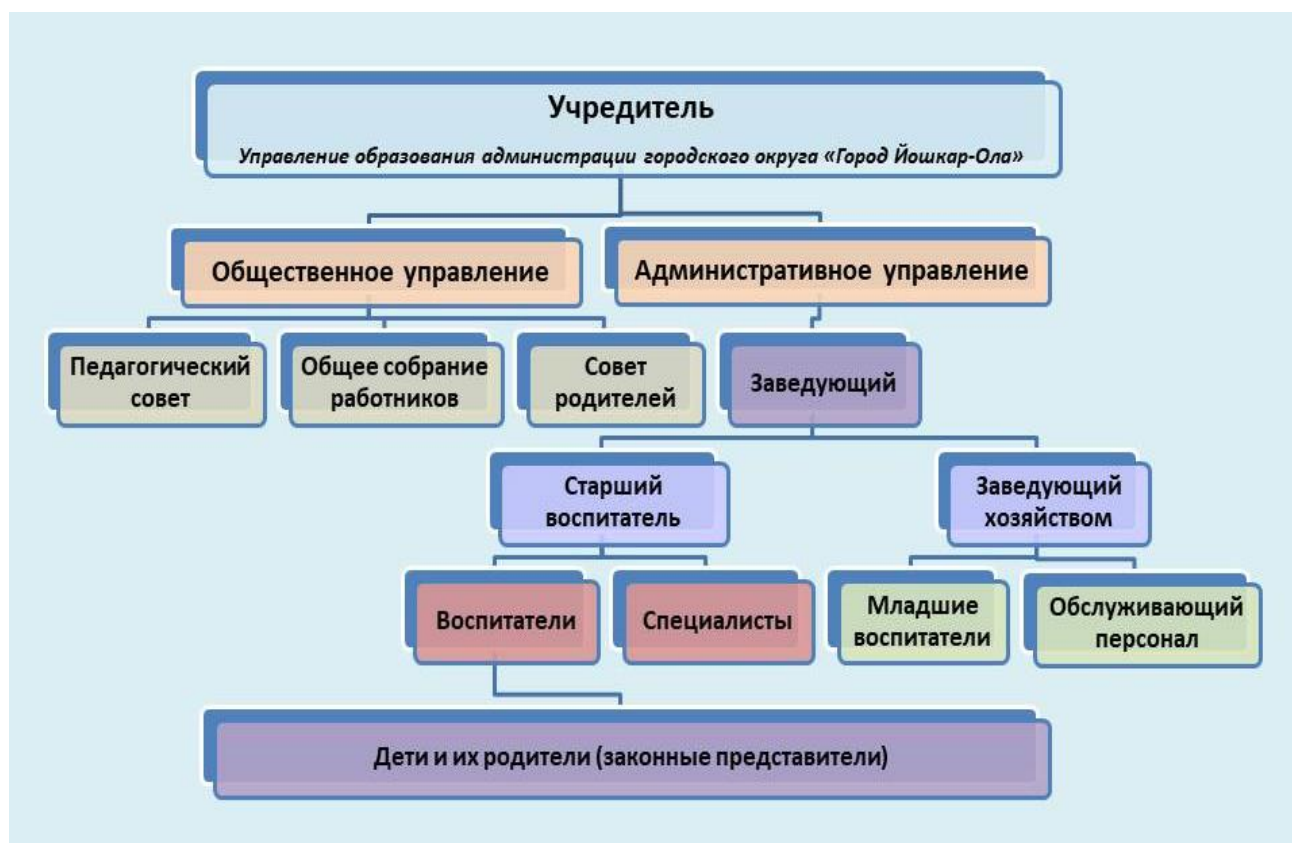 Учредитель
Управление образования администрации городского округа «Город Йошкар-Ола»
Общественное управление
Административное управление
Педагогический
совет
Общее собрание
работников
Совет
родителей
Заведующий
Старший
воспитатель
Заведующий
хозяйством
Воспитатели
Специалисты
Младшие
воспитатели
Обслуживающий
персонал
Дети и их родители (законные представители)